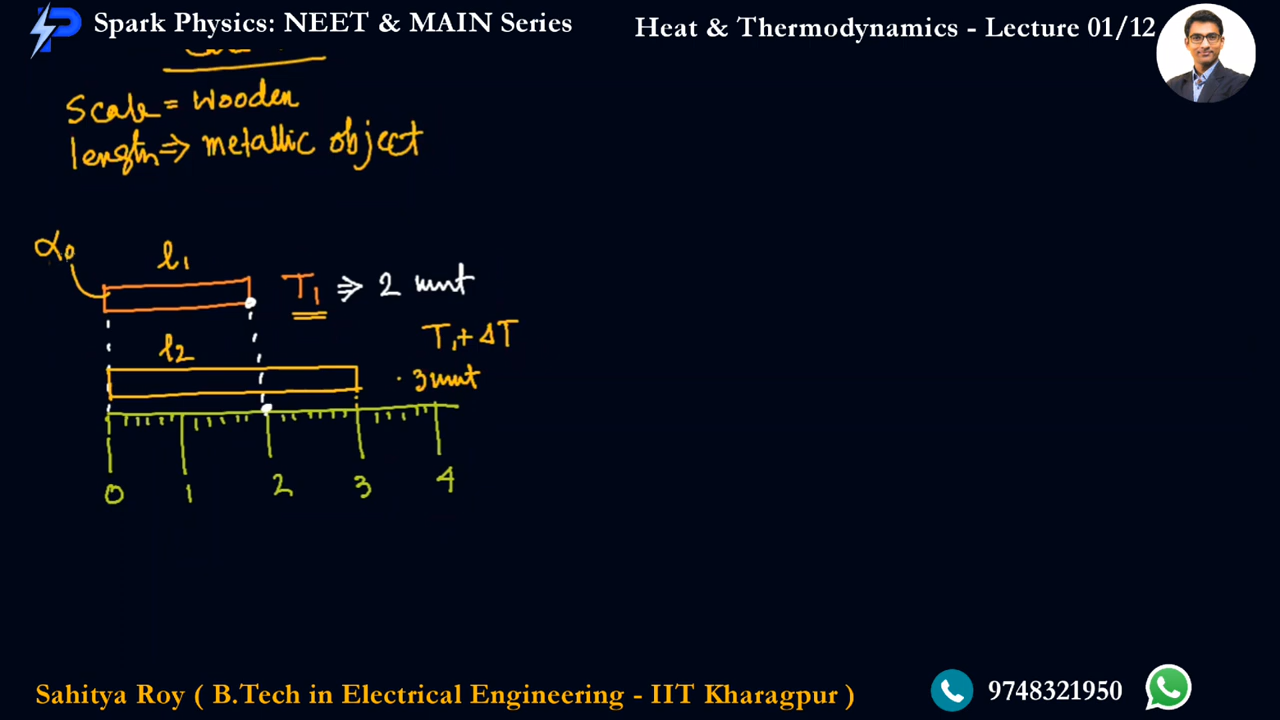 Spark Physics: NEET & MAIN Series
Heat & Thermodynamics - Lecture 01/12
Scale = Wooden
length ⇒ metallic object
α₀
l₁
T₁ ⇒ 2 unit
T₁ + ΔT
l₂
3 unit
0 1 2 3 4
Sahitya Roy ( B.Tech in Electrical Engineering - IIT Kharagpur )
9748321950